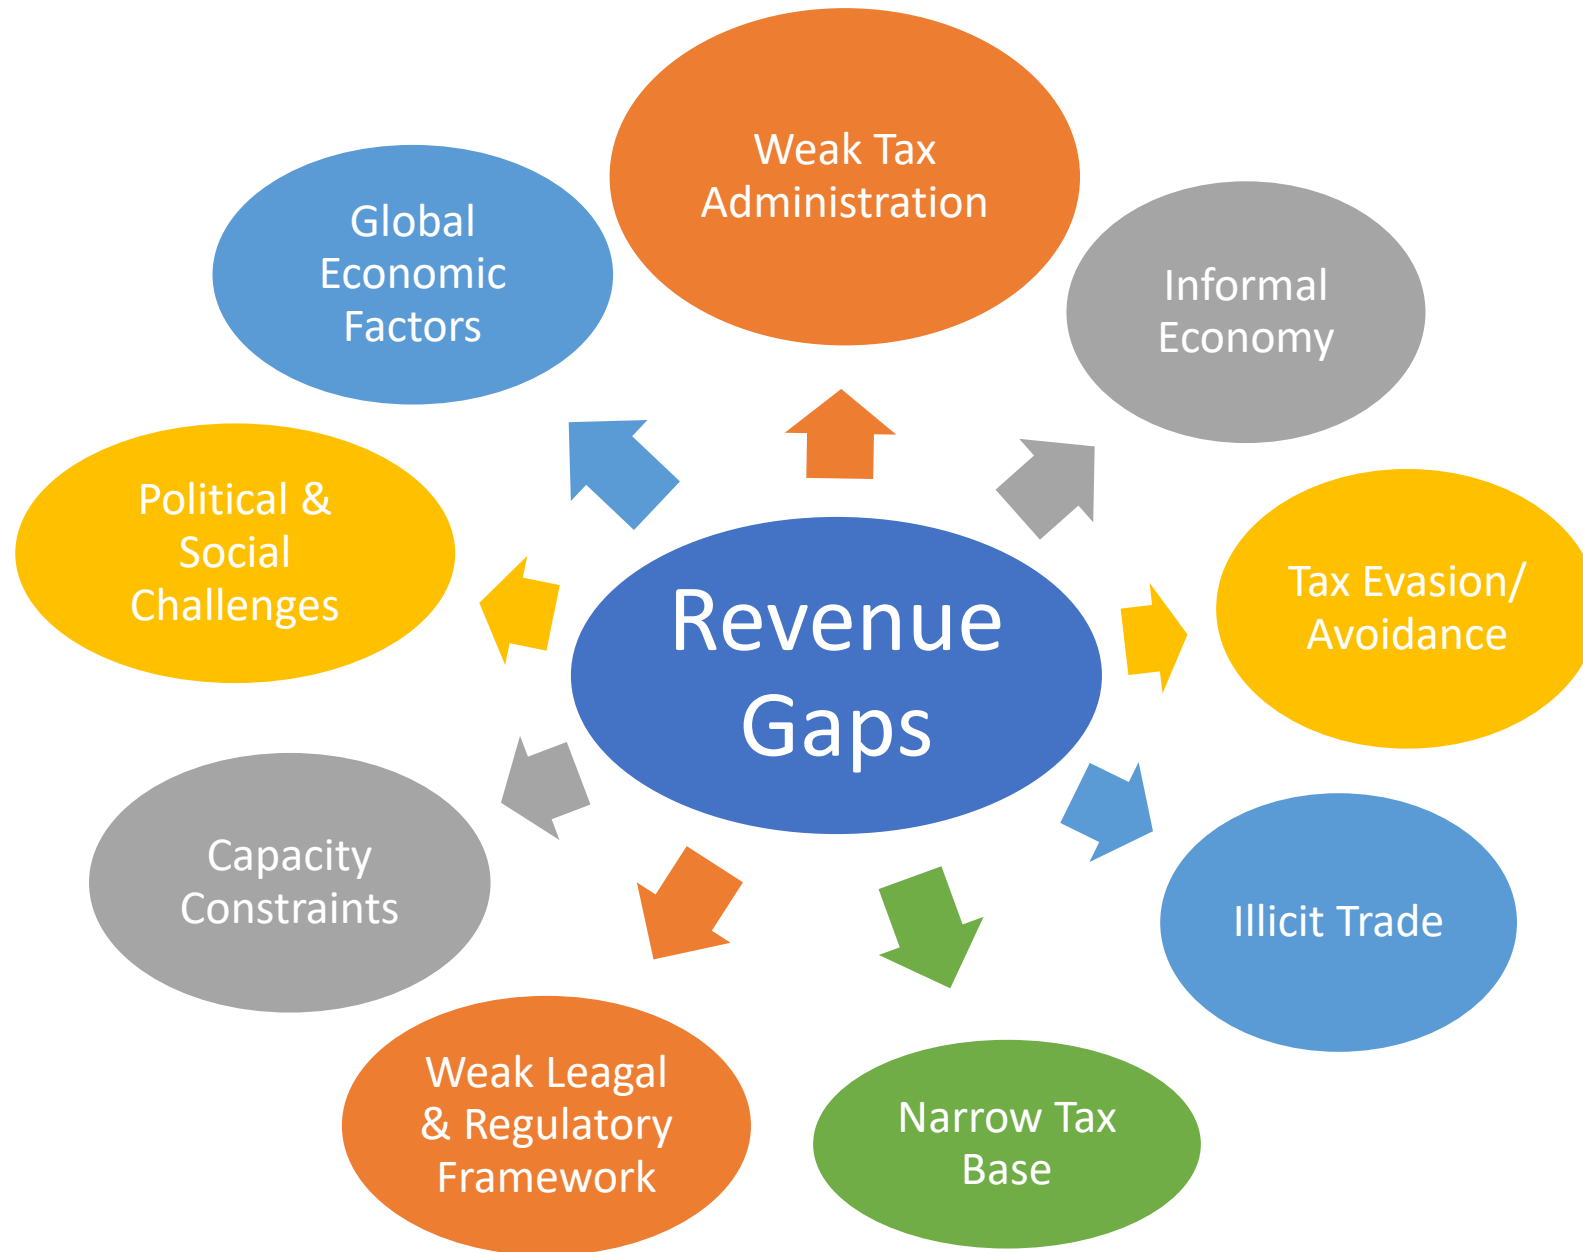 Weak Tax
Administration
Global
Economic
Factors
Informal
Economy
Political &
Social
Challenges
Tax Evasion/
Avoidance
Revenue
Gaps
Capacity
Constraints
Illicit Trade
Weak Leagal
& Regulatory
Framework
Narrow Tax
Base